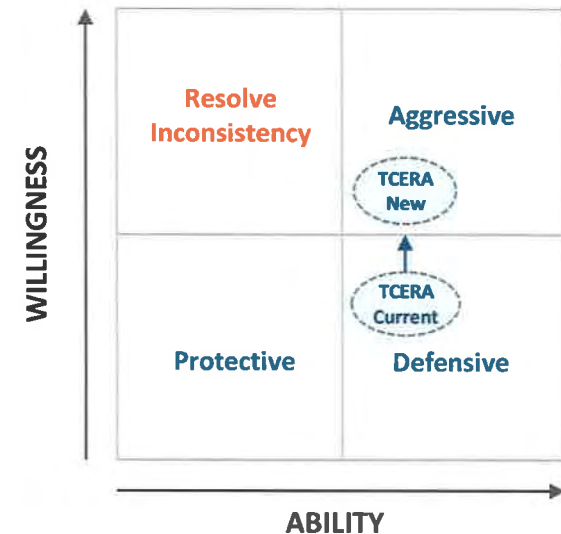 Resolve
Inconsistency
Aggressive
TCERA
New
WILLINGNESS
TCERA
Current
Protective
Defensive
ABILITY